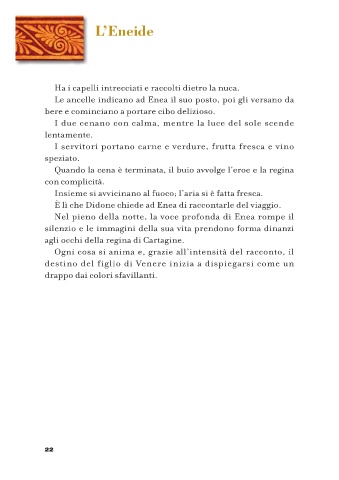 L'Eneide
Ha i capelli intrecciati e raccolti dietro la nuca.
Le ancelle indicano ad Enea il suo posto, poi gli versano da
bere e cominciano a portare cibo delizioso.
I due cenano con calma, mentre la luce del sole scende
lentamente.
I servitori portano carne e verdure, frutta fresca e vino
speziato.
Quando la cena è terminata, il buio avvolge l'eroe e la regina
con complicità.
Insieme si avvicinano al fuoco; l'aria si è fatta fresca.
È lì che Didone chiede ad Enea di raccontarle del viaggio.
Nel pieno della notte, la voce profonda di Enea rompe il
silenzio e le immagini della sua vita prendono forma dinanzi
agli occhi della regina di Cartagine.
Ogni cosa si anima e, grazie all'intensità del racconto, il
destino del figlio di Venere inizia a dispiegarsi come un
drappo dai colori sfavillanti.
22